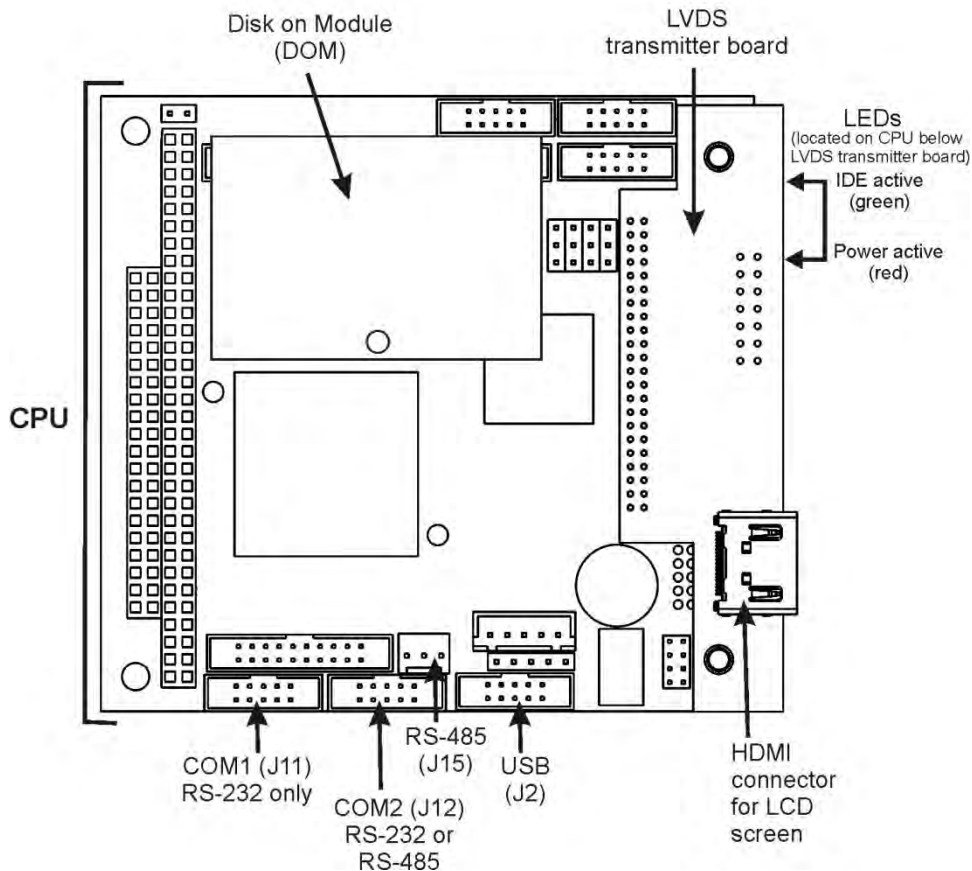 Disk on Module
(DOM)
LVDS
transmitter board
LEDs
(located on CPU below
LVDS transmitter board)
IDE active
(green)
Power active
(red)
CPU
COM1 (J11)
RS-232 only
COM2 (J12)
RS-232 or
RS-485
RS-485
(J15)
USB
(J2)
HDMI
connector
for LCD
screen